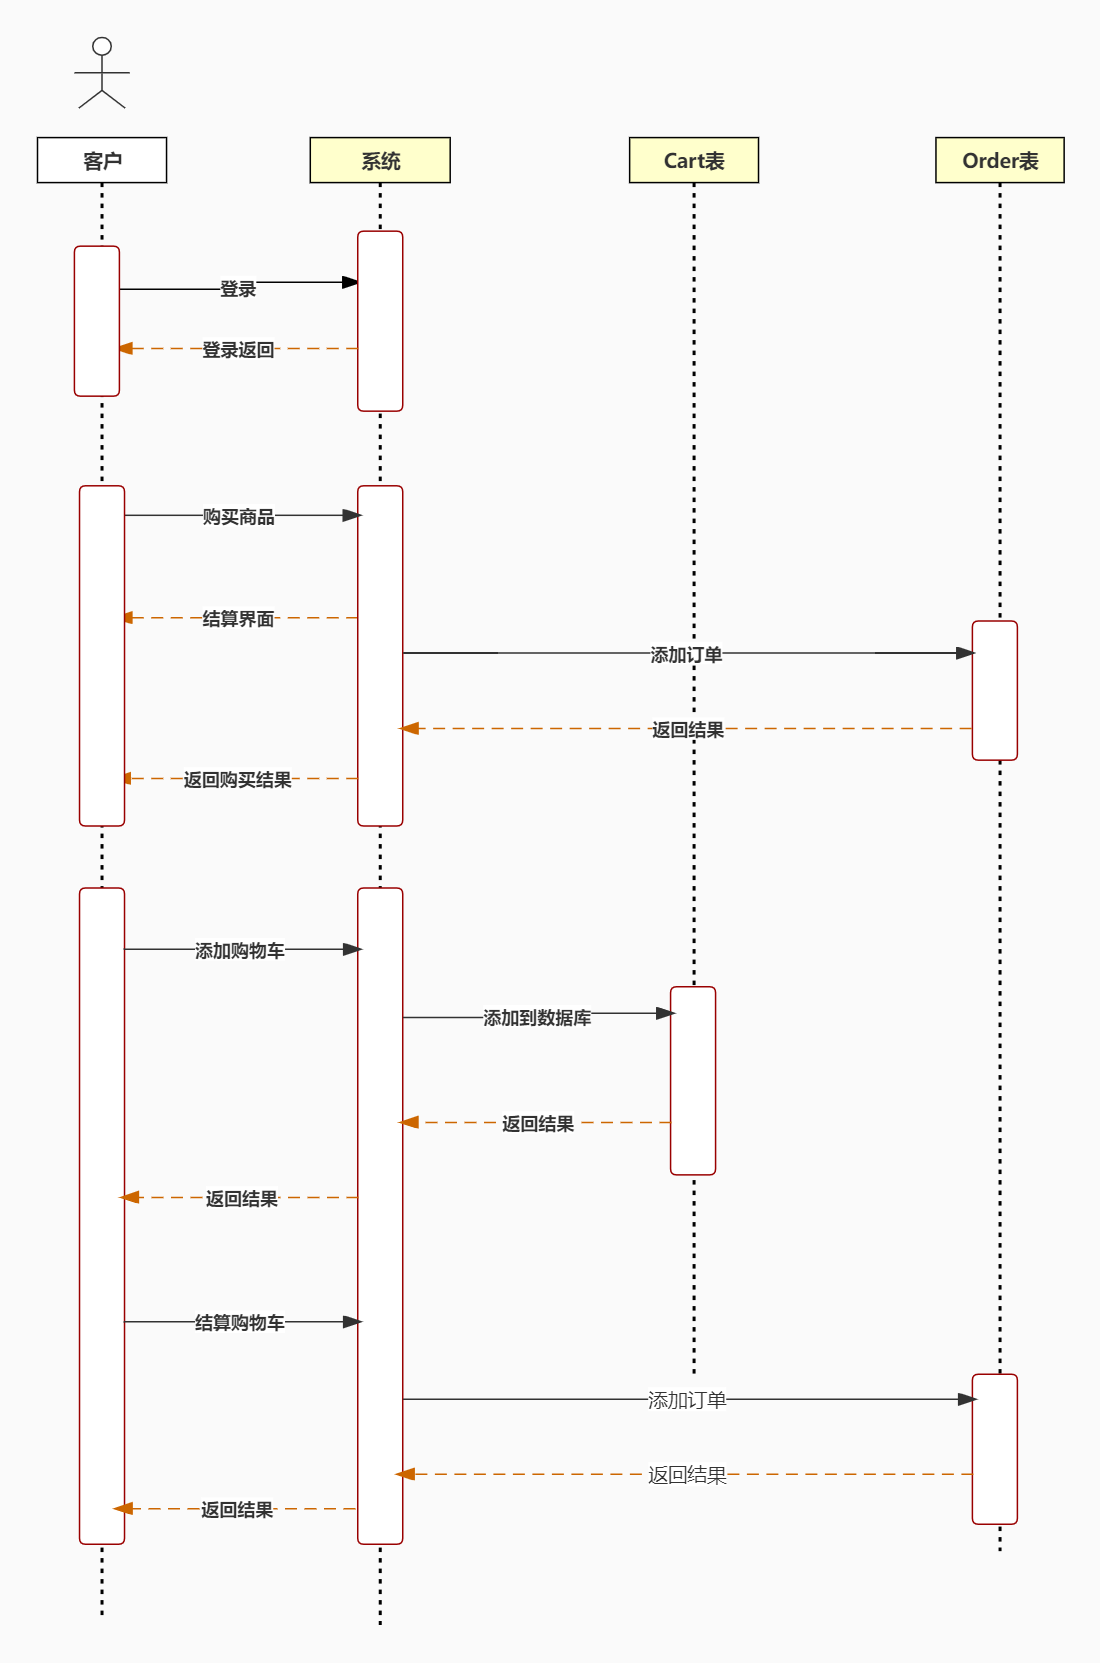 客户
系统
Cart表
Order表
登录
登录返回
购买商品
结算界面
添加订单
返回结果
返回购买结果
添加购物车
添加到数据库
返回结果
返回结果
结算购物车
添加订单
返回结果
返回结果